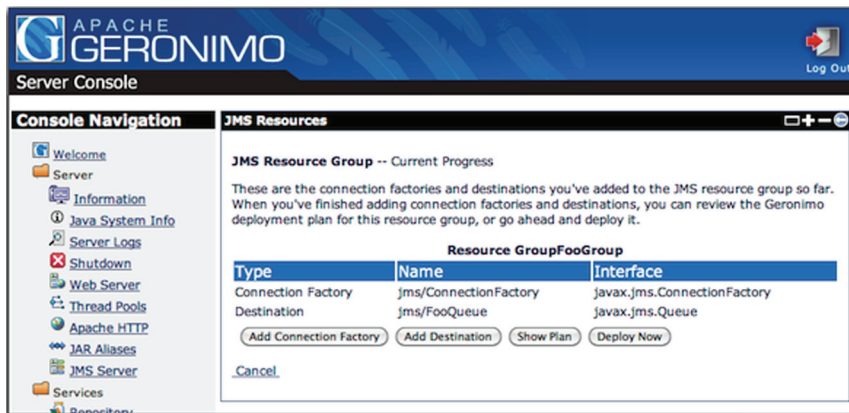 APACHE
GERONIMO
Log Out
Server Console
Console Navigation
Welcome
Server
Information
Java System Info
Server Logs
Shutdown
Web Server
Thread Pools
Apache HTTP
JAR Aliases
JMS Server
Services
Repository
JMS Resources
JMS Resource Group -- Current Progress
These are the connection factories and destinations you've added to the JMS resource group so far.
When you've finished adding connection factories and destinations, you can review the Geronimo
deployment plan for this resource group, or go ahead and deploy it.
Resource GroupFooGroup
Type Name Interface
Connection Factory jms/ConnectionFactory javax.jms.ConnectionFactory
Destination jms/FooQueue javax.jms.Queue
Add Connection Factory Add Destination Show Plan Deploy Now
Cancel